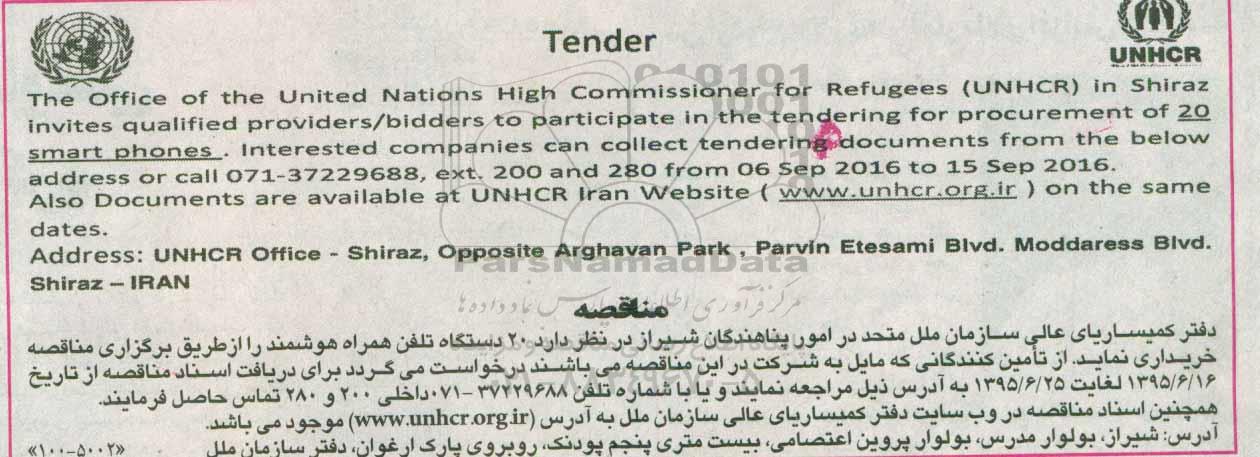 Tender
UNHCR
The Office of the United Nations High Commissioner for Refugees (UNHCR) in Shiraz
invites qualified providers/bidders to participate in the tendering for procurement of 20
smart phones . Interested companies can collect tendering documents from the below
address or call 071-37229688, ext. 200 and 280 from 06 Sep 2016 to 15 Sep 2016.
Also Documents are available at UNHCR Iran Website ( www.unhcr.org.ir ) on the same
dates.
Address: UNHCR Office - Shiraz, Opposite Arghavan Park , Parvin Etesami Blvd. Moddaress Blvd.
Shiraz – IRAN
ParsNamadData
مناقصه
دفتر کمیساریای عالی سازمان ملل متحد در امور پناهندگان شیراز در نظر دارد ۲۰ دستگاه تلفن همراه هوشمند را ازطریق برگزاری مناقصه
خریداری نماید. از تأمین کنندگانی که مایل به شرکت در این مناقصه می باشند درخواست می گردد برای دریافت اسناد مناقصه از تاریخ
۱۳۹۵/۶/۱۶ لغایت ۱۳۹۵/۶/۲۵ به آدرس ذیل مراجعه نمایند و یا با شماره تلفن ۳۷۲۲۹۶۸۸-۰۷۱ داخلی ۲۰۰ و ۲۸۰ تماس حاصل فرمایند.
همچنین اسناد مناقصه در وب سایت دفتر کمیساریای عالی سازمان ملل به آدرس (www.unhcr.org.ir) موجود می باشد.
آدرس: شیراز، بولوار مدرس، بولوار پروین اعتصامی، بیست متری پنجم پودنک، روبروی پارک ارغوان، دفتر سازمان ملل «۱۰۰-۵۰۰۲»